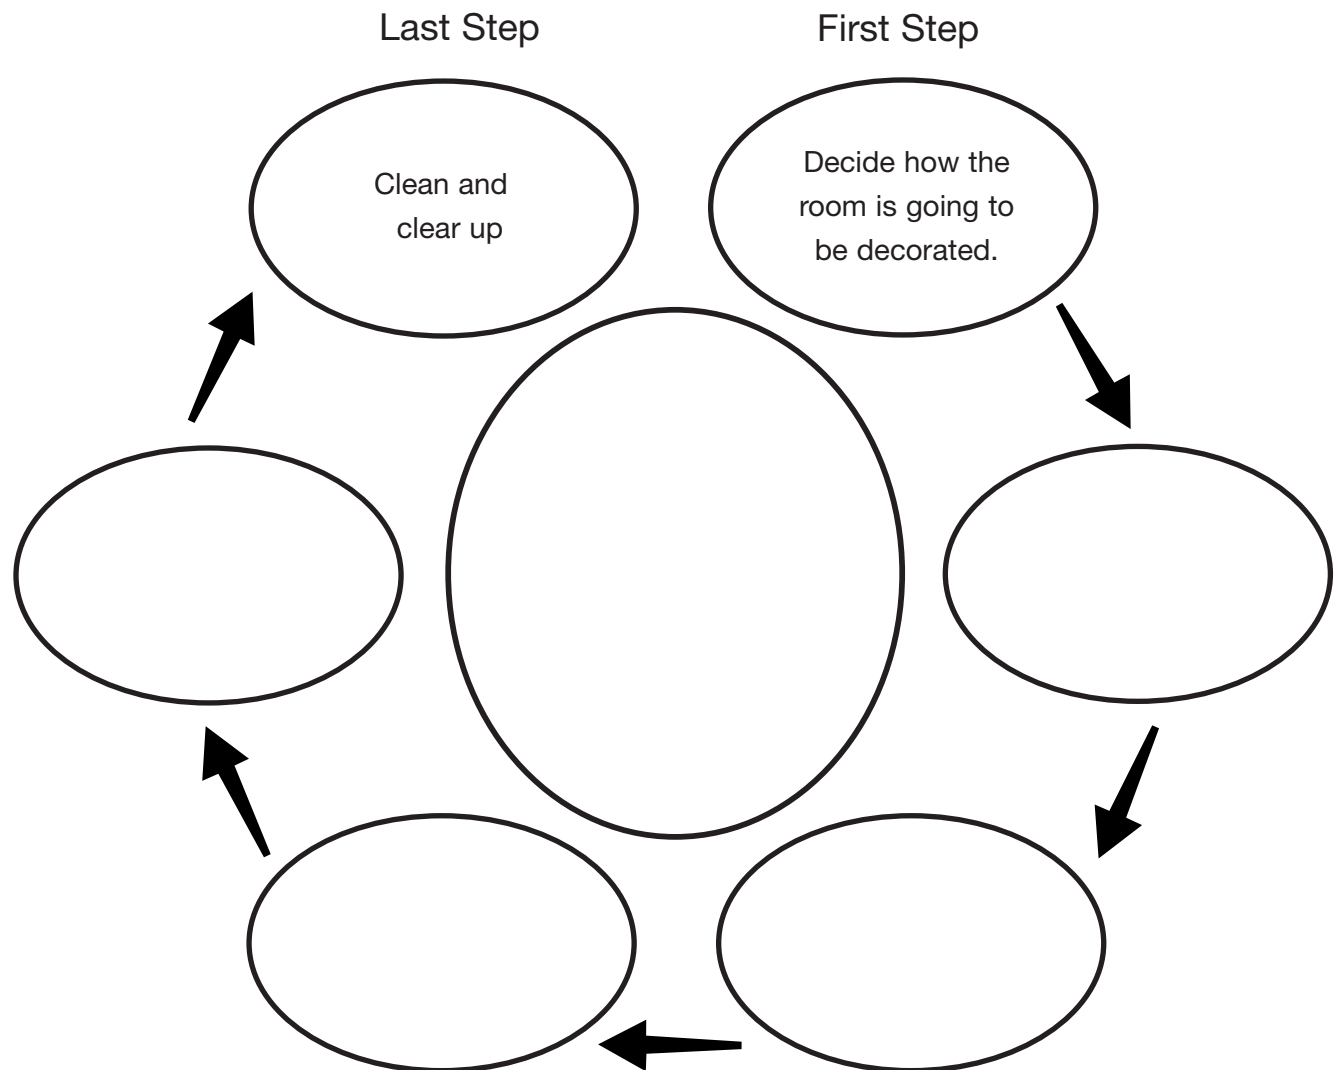 Last Step
First Step
Clean and
clear up
Decide how the
room is going to
be decorated.